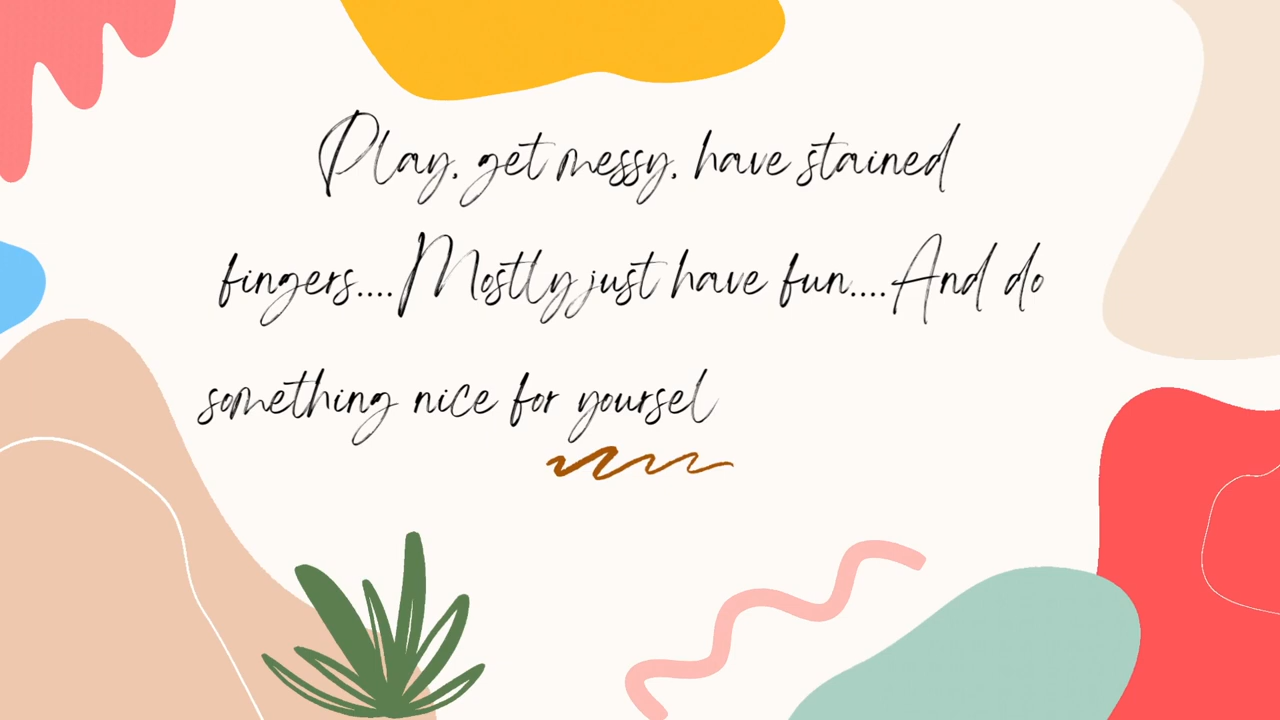 Play, get messy, have stained
fingers....Mostly just have fun....And do
something nice for yoursel